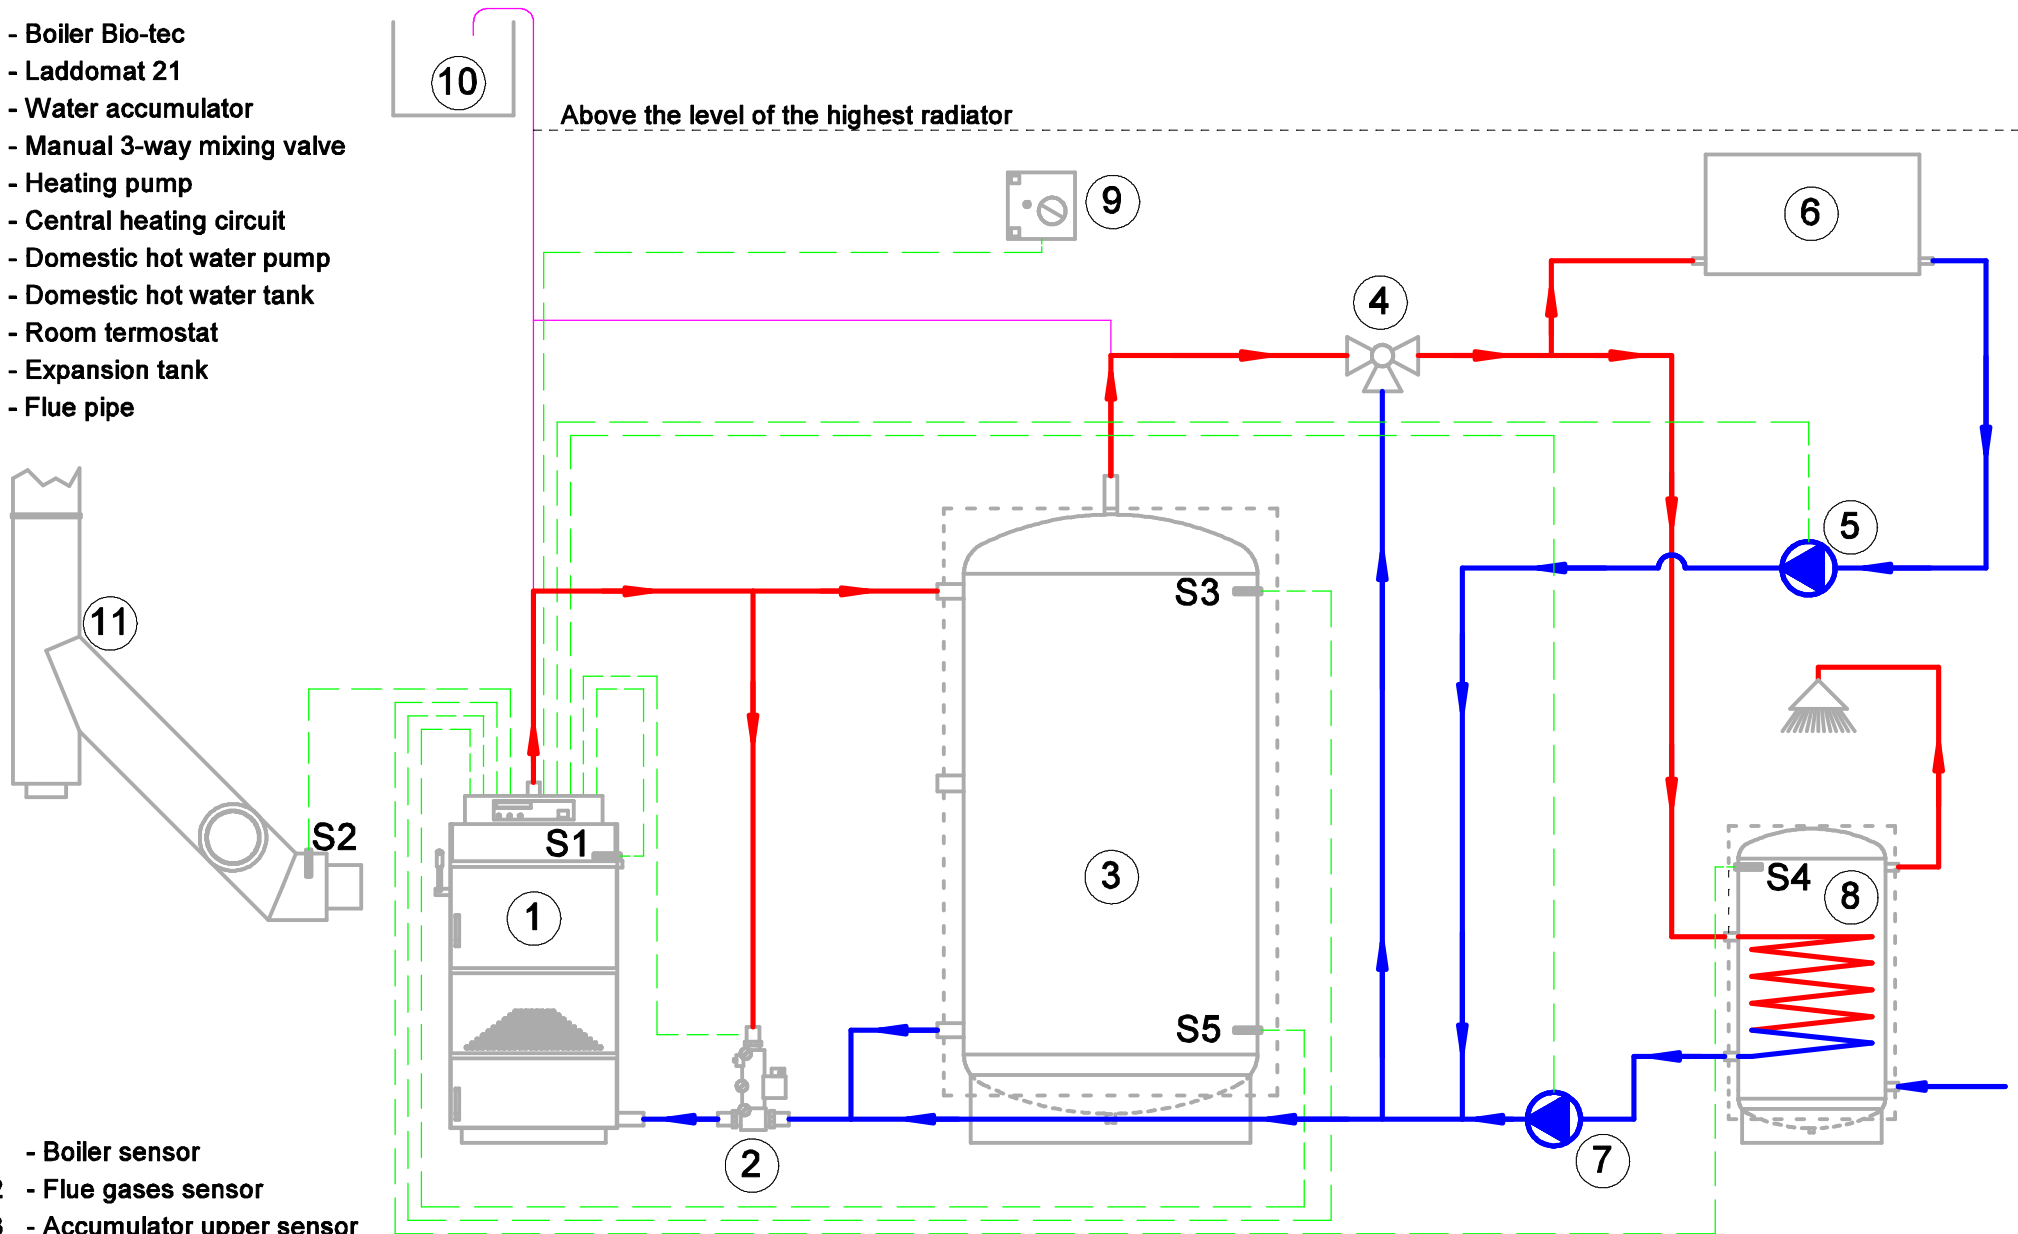 - Boiler Bio-tec
- Laddomat 21
- Water accumulator
- Manual 3-way mixing valve
- Heating pump
- Central heating circuit
- Domestic hot water pump
- Domestic hot water tank
- Room termostat
- Expansion tank
- Flue pipe
10
Above the level of the highest radiator
9
6
4
5
11
S3
S2
S1
3
S4
8
1
S5
2
7
- Boiler sensor
2 - Flue gases sensor
3 - Accumulator upper sensor